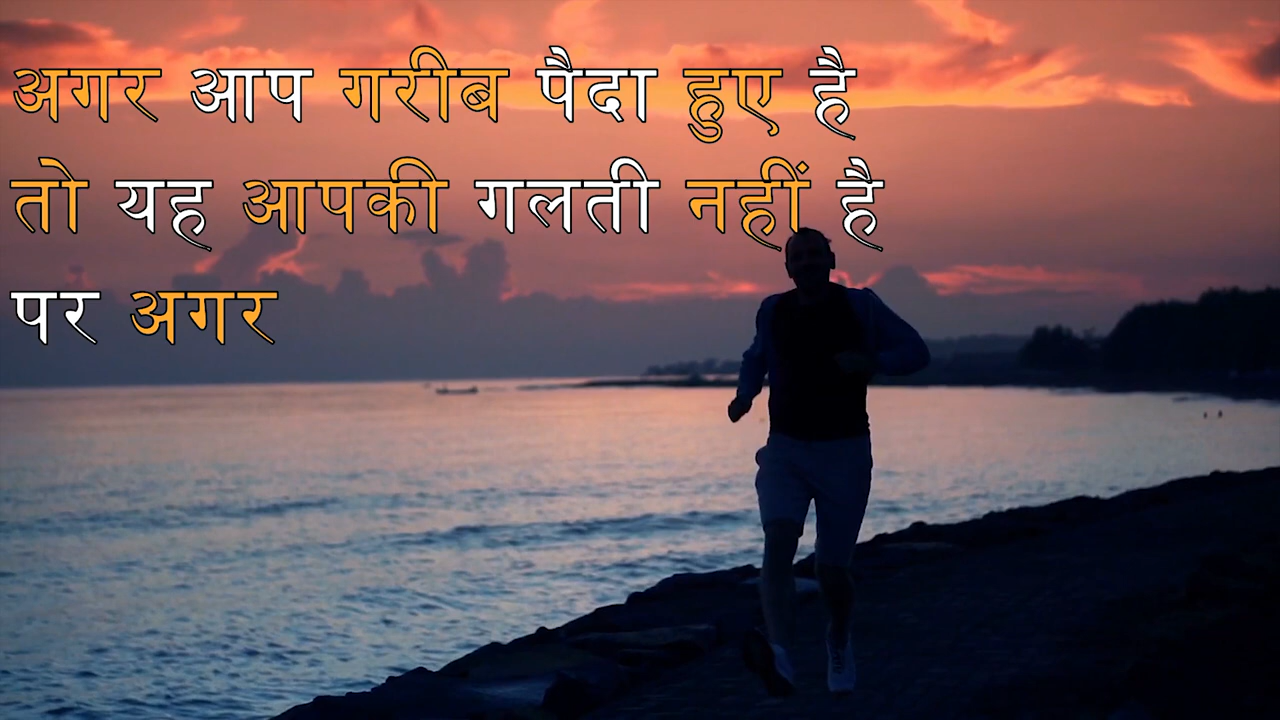 अगर आप गरीब पैदा हुए है
तो यह आपकी गलती नहीं है
पर अगर